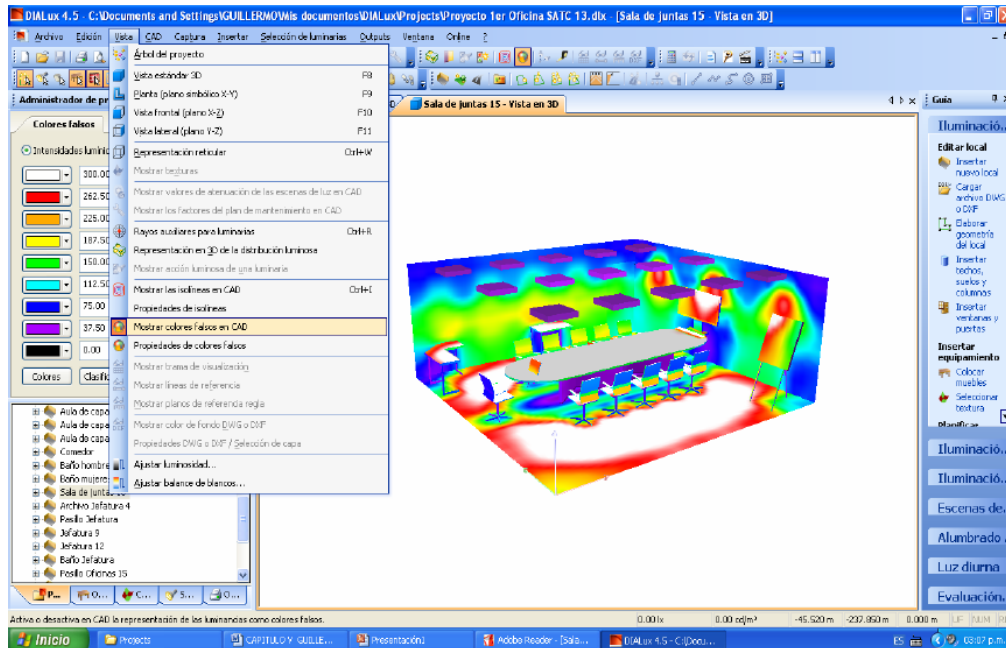 DIALux 4.5 - C:\Documents and Settings\GUILLERMO\Mis documentos\DIALux\Projects\Proyecto 1er Oficina SATC 13.dlx - [Sala de juntas 15 - Vista en 3D]
Archivo Edición Vista CAD Captura Insertar Selección de luminarias Outputs Ventana Online ?
Administrador de pr
Sala de juntas 15 - Vista en 3D
Guía
Colores fa
Intensidades lumínic
300.00
262.50
225.00
187.50
150.00
112.50
75.00
37.50
0.00
Colores
Clasific
Árbol del proyecto
Vista estándar 3D F8
Planta (plano simbólico X-Y) F9
Vista frontal (plano X-Z) F10
Vista lateral (plano Y-Z) F11
Representación reticular Ctrl+W
Mostrar texturas
Mostrar valores de atenuación de las escenas de luz en CAD
Mostrar los factores del plan de mantenimiento en CAD
Rayos auxiliares para luminarias Ctrl+R
Representación en 3D de la distribución luminosa
Mostrar acción luminosa de una luminaria
Mostrar las isolíneas en CAD Ctrl+I
Propiedades de isolíneas
Mostrar colores falsos en CAD
Propiedades de colores falsos
Mostrar trama de visualización
Mostrar líneas de referencia
Mostrar planos de referencia regla
Mostrar color de fondo DWG o DXF
Propiedades DWG o DXF / Selección de capa
Ajustar luminosidad...
Ajustar balance de blancos...
Aula de capa
Aula de capa
Aula de capa
Comedor
Baño hombre
Baño mujere
Sala de juntas
Archivo Jefatura 4
Pasillo Jefatura
Jefatura 9
Jefatura 12
Baño Jefatura
Pasillo Oficinas 15
P...
O...
C...
S...
O...
Iluminació..
Editar local
Insertar
nuevo local
Cargar
archivo DWG
o DXF
Elaborar
geometría
del local
Insertar
techos,
suelos y
columnas
Insertar
ventanas y
puertas
Insertar
equipamiento
Colocar
muebles
Seleccionar
textura
Planificar
Iluminació..
Iluminació..
Escenas de.
Alumbrado .
Luz diurna
Evaluación.
Activa o desactiva en CAD la representación de las luminancias como colores falsos.
0.00 lx 0.00 cd/m² -45.520 m -237.850 m 0.000 m UF NUM
Inicio
Projects
CAPITULO V GUILLE...
Presentación1
Adobe Reader - [Sala...
DIALux 4.5 - C:\Docu...
ES
03:07 p.m.